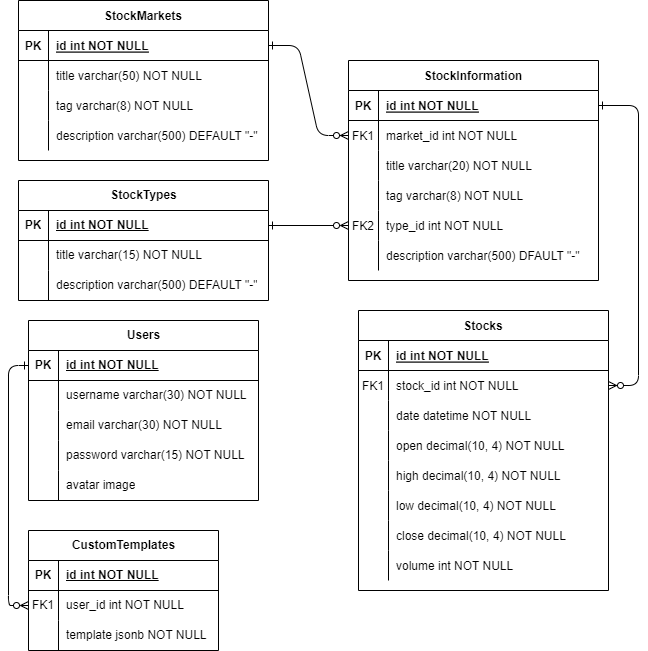 StockMarkets
PK id int NOT NULL
title varchar(50) NOT NULL
tag varchar(8) NOT NULL
description varchar(500) DEFAULT "-"
StockInformation
PK id int NOT NULL
FK1 market_id int NOT NULL
title varchar(20) NOT NULL
tag varchar(8) NOT NULL
FK2 type_id int NOT NULL
description varchar(500) DFAULT "-"
StockTypes
PK id int NOT NULL
title varchar(15) NOT NULL
description varchar(500) DEFAULT "-"
Users
PK id int NOT NULL
username varchar(30) NOT NULL
email varchar(30) NOT NULL
password varchar(15) NOT NULL
avatar image
Stocks
PK id int NOT NULL
FK1 stock_id int NOT NULL
date datetime NOT NULL
open decimal(10, 4) NOT NULL
high decimal(10, 4) NOT NULL
low decimal(10, 4) NOT NULL
close decimal(10, 4) NOT NULL
volume int NOT NULL
CustomTemplates
PK id int NOT NULL
FK1 user_id int NOT NULL
template jsonb NOT NULL